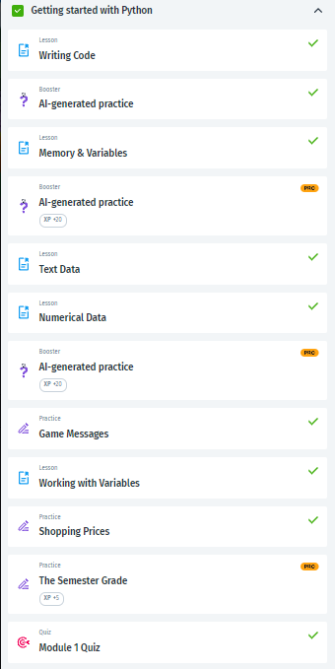 Getting started with Python
Lesson
Writing Code
Booster
AI-generated practice
Lesson
Memory & Variables
Booster
PRO
AI-generated practice
XP +20
Lesson
Text Data
Lesson
Numerical Data
Booster
PRO
AI-generated practice
XP +20
Practice
Game Messages
Lesson
Working with Variables
Practice
Shopping Prices
Practice
PRO
The Semester Grade
XP +5
Quiz
Module 1 Quiz